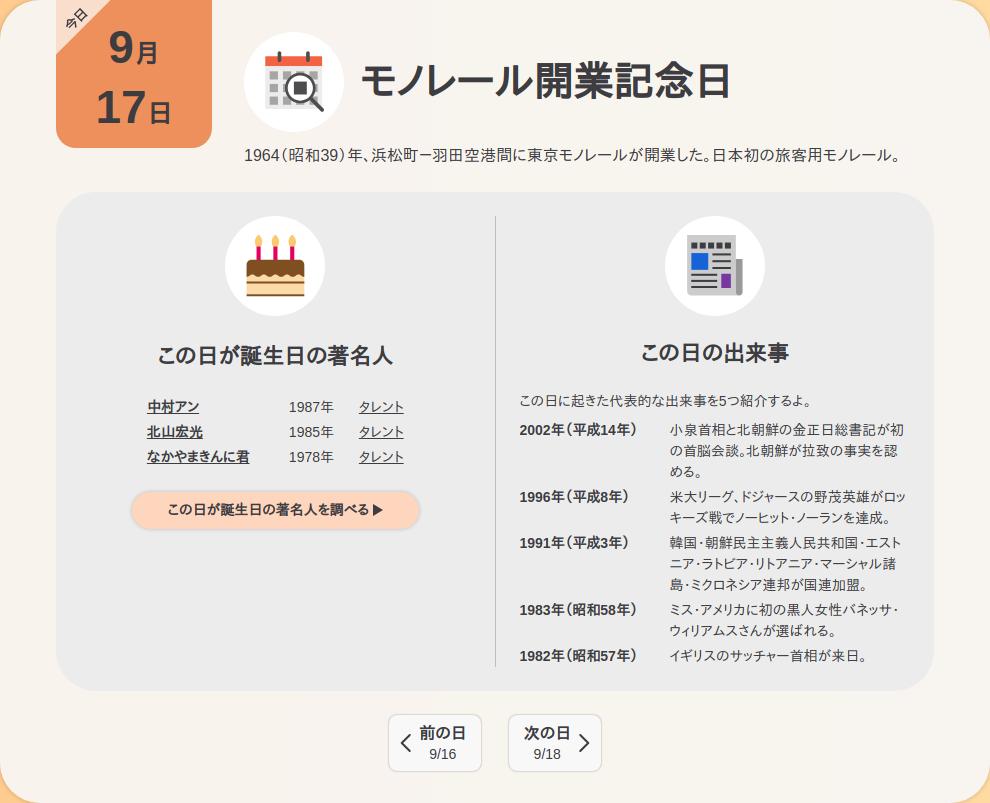 今日
9月
17日
モノレール開業記念日
1964(昭和39)年、浜松町ー羽田空港間に東京モノレールが開業した。日本初の旅客用モノレール。
この日が誕生日の著名人
中村アン 1987年 タレント
北山宏光 1985年 タレント
なかやまきんに君 1978年 タレント
この日が誕生日の著名人を調べる▶
この日の出来事
この日に起きた代表的な出来事を5つ紹介するよ。
2002年(平成14年) 小泉首相と北朝鮮の金正日総書記が初
の首脳会談。北朝鮮が拉致の事実を認
める。
1996年(平成8年) 米大リーグ、ドジャースの野茂英雄がロッ
キーズ戦でノーヒット・ノーランを達成。
1991年(平成3年) 韓国・朝鮮民主主義人民共和国・エスト
ニア・ラトビア・リトアニア・マーシャル諸
島・ミクロネシア連邦が国連加盟。
1983年(昭和58年) ミス・アメリカに初の黒人女性バネッサ・
ウィリアムスさんが選ばれる。
1982年(昭和57年) イギリスのサッチャー首相が来日。
前の日
9/16
次の日
9/18